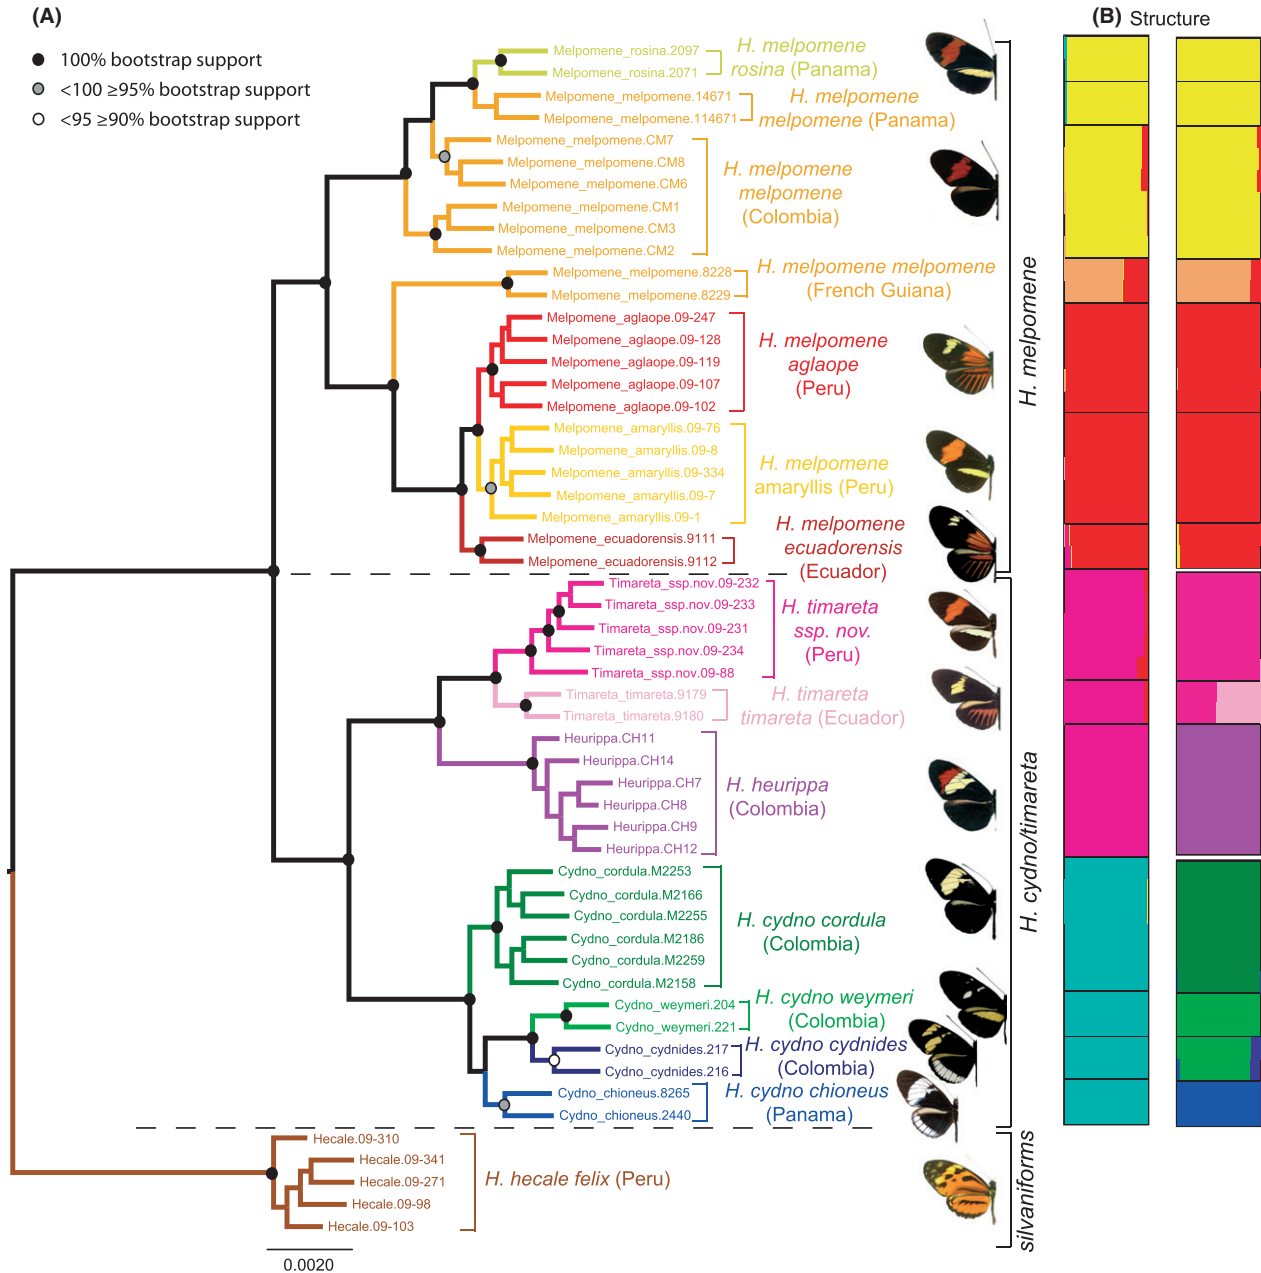 (A)
100% bootstrap support
<100 ≥95% bootstrap support
<95 ≥90% bootstrap support
Melpomene_rosina.2097
Melpomene_rosina.2071
H. melpomene
rosina (Panama)
Melpomene_melpomene.14671
Melpomene_melpomene.114671
H. melpomene
melpomene (Panama)
Melpomene_melpomene.CM7
Melpomene_melpomene.CM8
Melpomene_melpomene.CM6
Melpomene_melpomene.CM1
Melpomene_melpomene.CM3
Melpomene_melpomene.CM2
H. melpomene
melpomene
(Colombia)
Melpomene_melpomene.8228
Melpomene_melpomene.8229
H. melpomene melpomene
(French Guiana)
Melpomene_aglaope.09-247
Melpomene_aglaope.09-128
Melpomene_aglaope.09-119
Melpomene_aglaope.09-107
Melpomene_aglaope.09-102
H. melpomene
aglaope
(Peru)
Melpomene_amaryllis.09-76
Melpomene_amaryllis.09-8
Melpomene_amaryllis.09-334
Melpomene_amaryllis.09-7
Melpomene_amaryllis.09-1
H. melpomene
amaryllis (Peru)
Melpomene_ecuadorensis.9111
Melpomene_ecuadorensis.9112
H. melpomene
ecuadorensis
(Ecuador)
H. melpomene
Timareta_ssp.nov.09-232
Timareta_ssp.nov.09-233
Timareta_ssp.nov.09-231
Timareta_ssp.nov.09-234
Timareta_ssp.nov.09-88
H. timareta
ssp. nov.
(Peru)
Timareta_timareta.9179
Timareta_timareta.9180
H. timareta
timareta (Ecuador)
Heurippa.CH11
Heurippa.CH14
Heurippa.CH7
Heurippa.CH8
Heurippa.CH9
Heurippa.CH12
H. heurippa
(Colombia)
Cydno_cordula.M2253
Cydno_cordula.M2166
Cydno_cordula.M2255
Cydno_cordula.M2186
Cydno_cordula.M2259
Cydno_cordula.M2158
H. cydno cordula
(Colombia)
Cydno_weymeri.204
Cydno_weymeri.221
H. cydno weymeri
(Colombia)
Cydno_cydnides.217
Cydno_cydnides.216
H. cydno cydnides
(Colombia)
Cydno_chioneus.8265
Cydno_chioneus.2440
H. cydno chioneus
(Panama)
H. cydno/timareta
Hecale.09-310
Hecale.09-341
Hecale.09-271
Hecale.09-98
Hecale.09-103
H. hecale felix (Peru)
silvaniforms
0.0020
(B) Structure